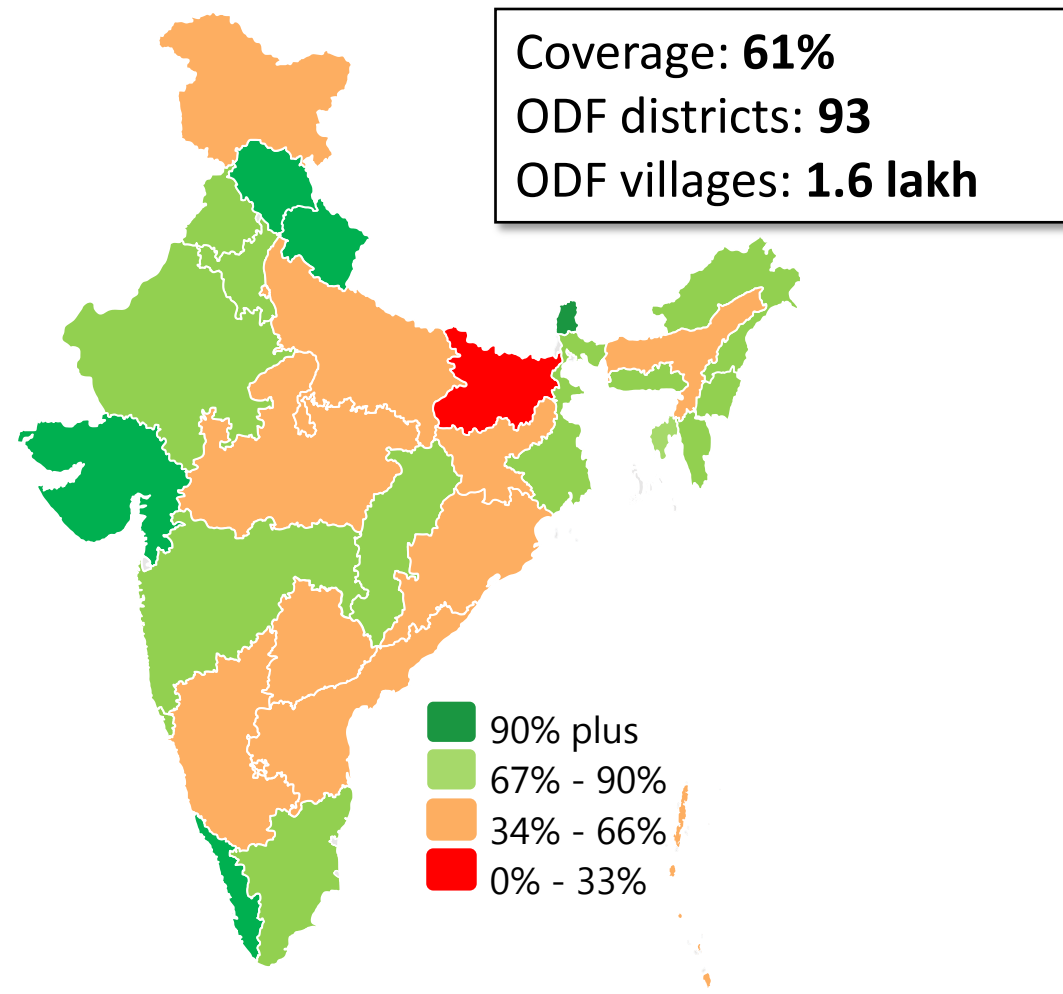 Coverage: 61%
ODF districts: 93
ODF villages: 1.6 lakh
90% plus
67% - 90%
34% - 66%
0% - 33%